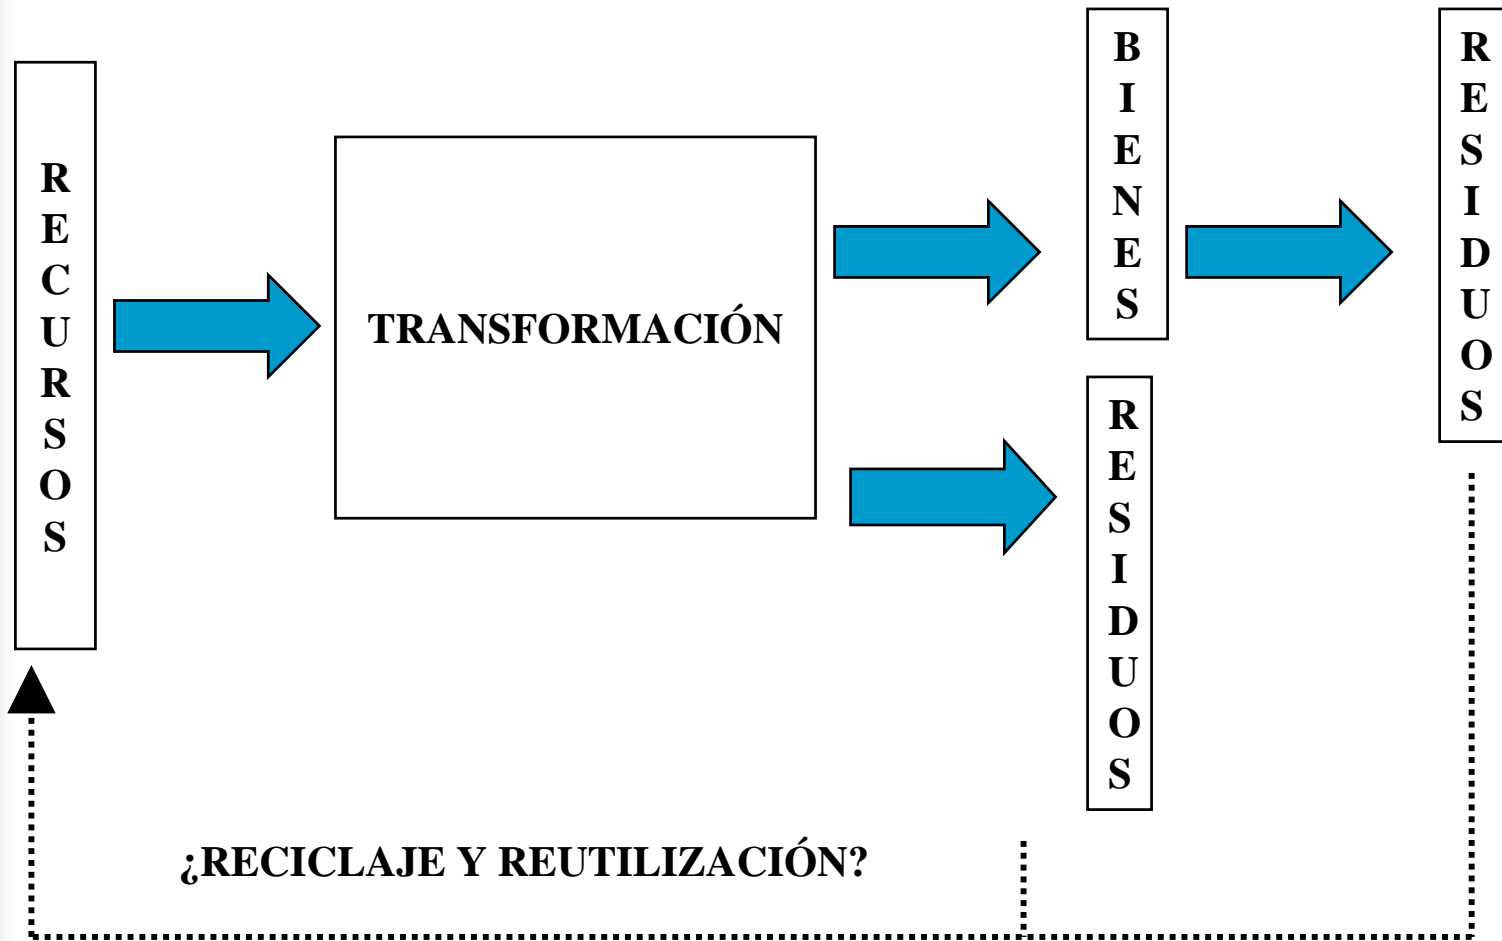 RECURSOS
TRANSFORMACIÓN
BIENES
RESIDUOS
RESIDUOS
¿RECICLAJE Y REUTILIZACIÓN?